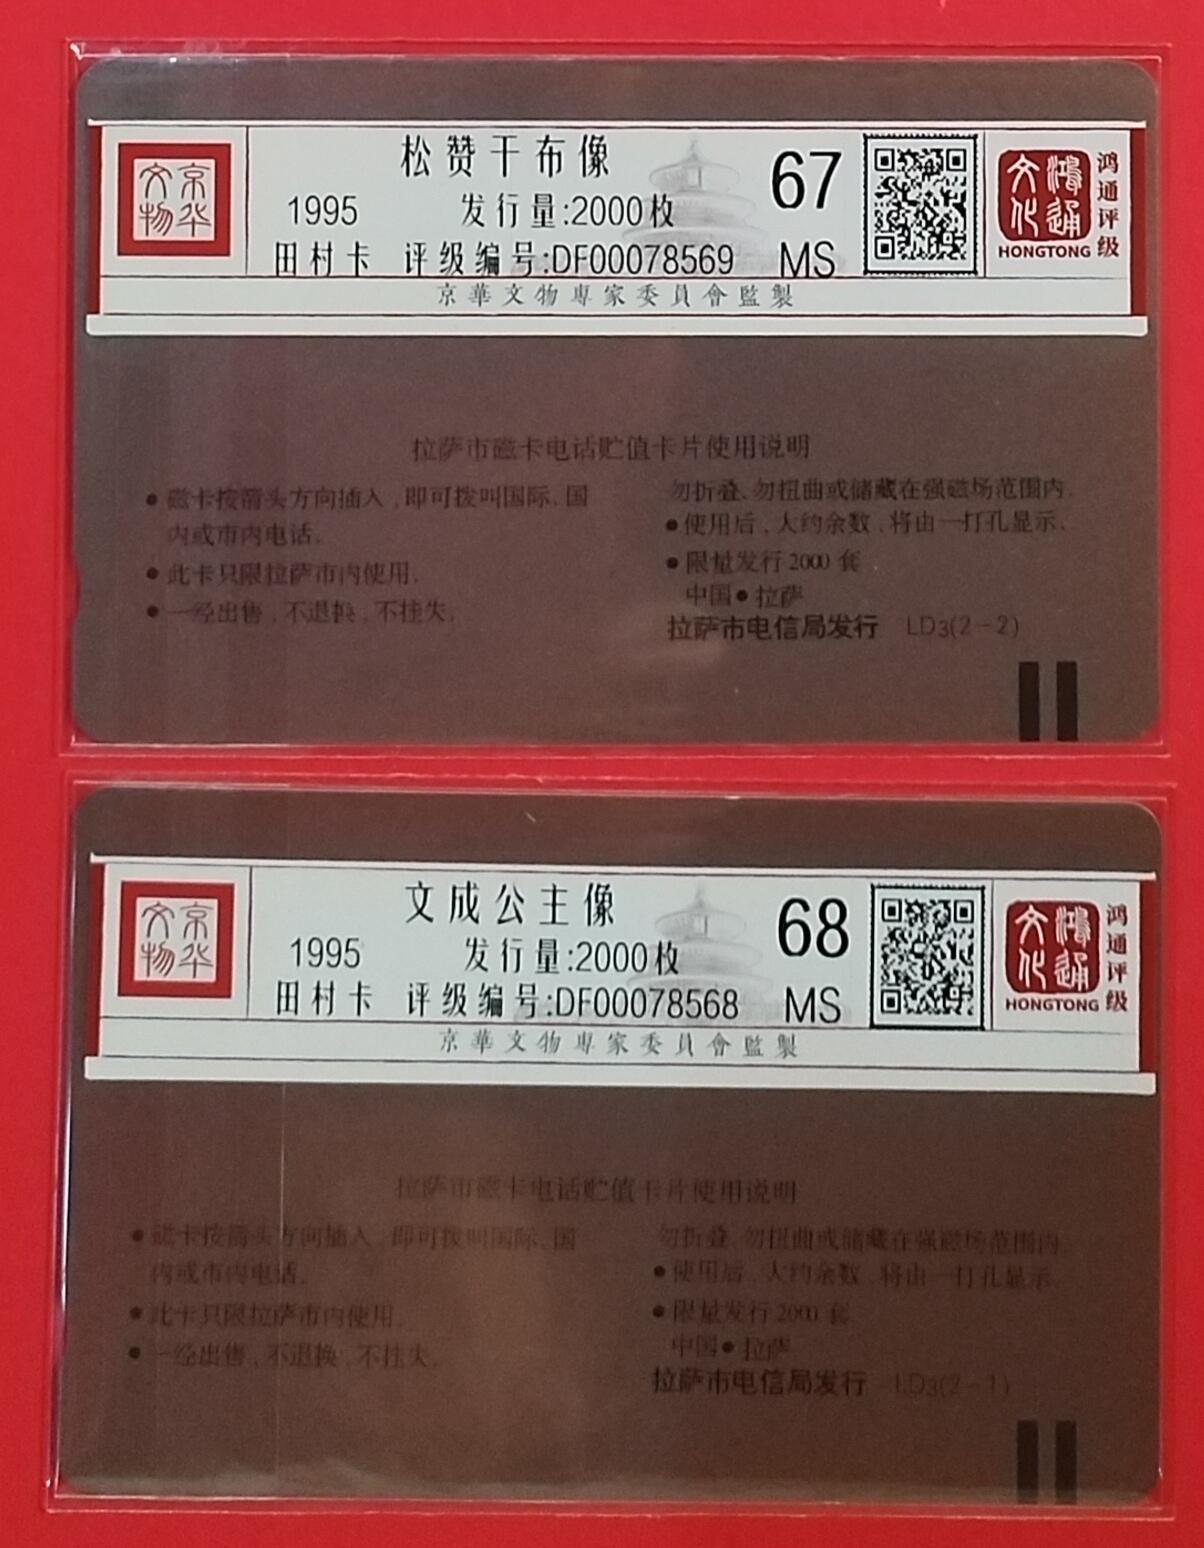 京华文物
松赞干布像
1995 发行量:2000枚
田村卡 评级编号:DF00078569
67
MS
鸿通文化
HONGTONG
鸿通评级
京華文物專家委員會監製
拉萨市磁卡电话贮值卡片使用说明
● 磁卡按箭头方向插入,即可拨叫国际、国
内或市内电话。
● 此卡只限拉萨市内使用。
● 一经出售,不退换,不挂失。
勿折叠、勿扭曲或储藏在强磁场范围内。
● 使用后,大约余数,将由一打孔显示。
● 限量发行2000套
中国●拉萨
拉萨市电信局发行 LD3(2-2)
京华文物
文成公主像
1995 发行量:2000枚
田村卡 评级编号:DF00078568
68
MS
鸿通文化
HONGTONG
鸿通评级
京華文物專家委員會監製
拉萨市磁卡电话贮值卡片使用说明
● 磁卡按箭头方向插入,即可拨叫国际、国
内或市内电话。
● 此卡只限拉萨市内使用。
● 一经出售,不退换,不挂失。
勿折叠、勿扭曲或储藏在强磁场范围内。
● 使用后,大约余数,将由一打孔显示。
● 限量发行2000套
中国●拉萨
拉萨市电信局发行 LD3(2-1)